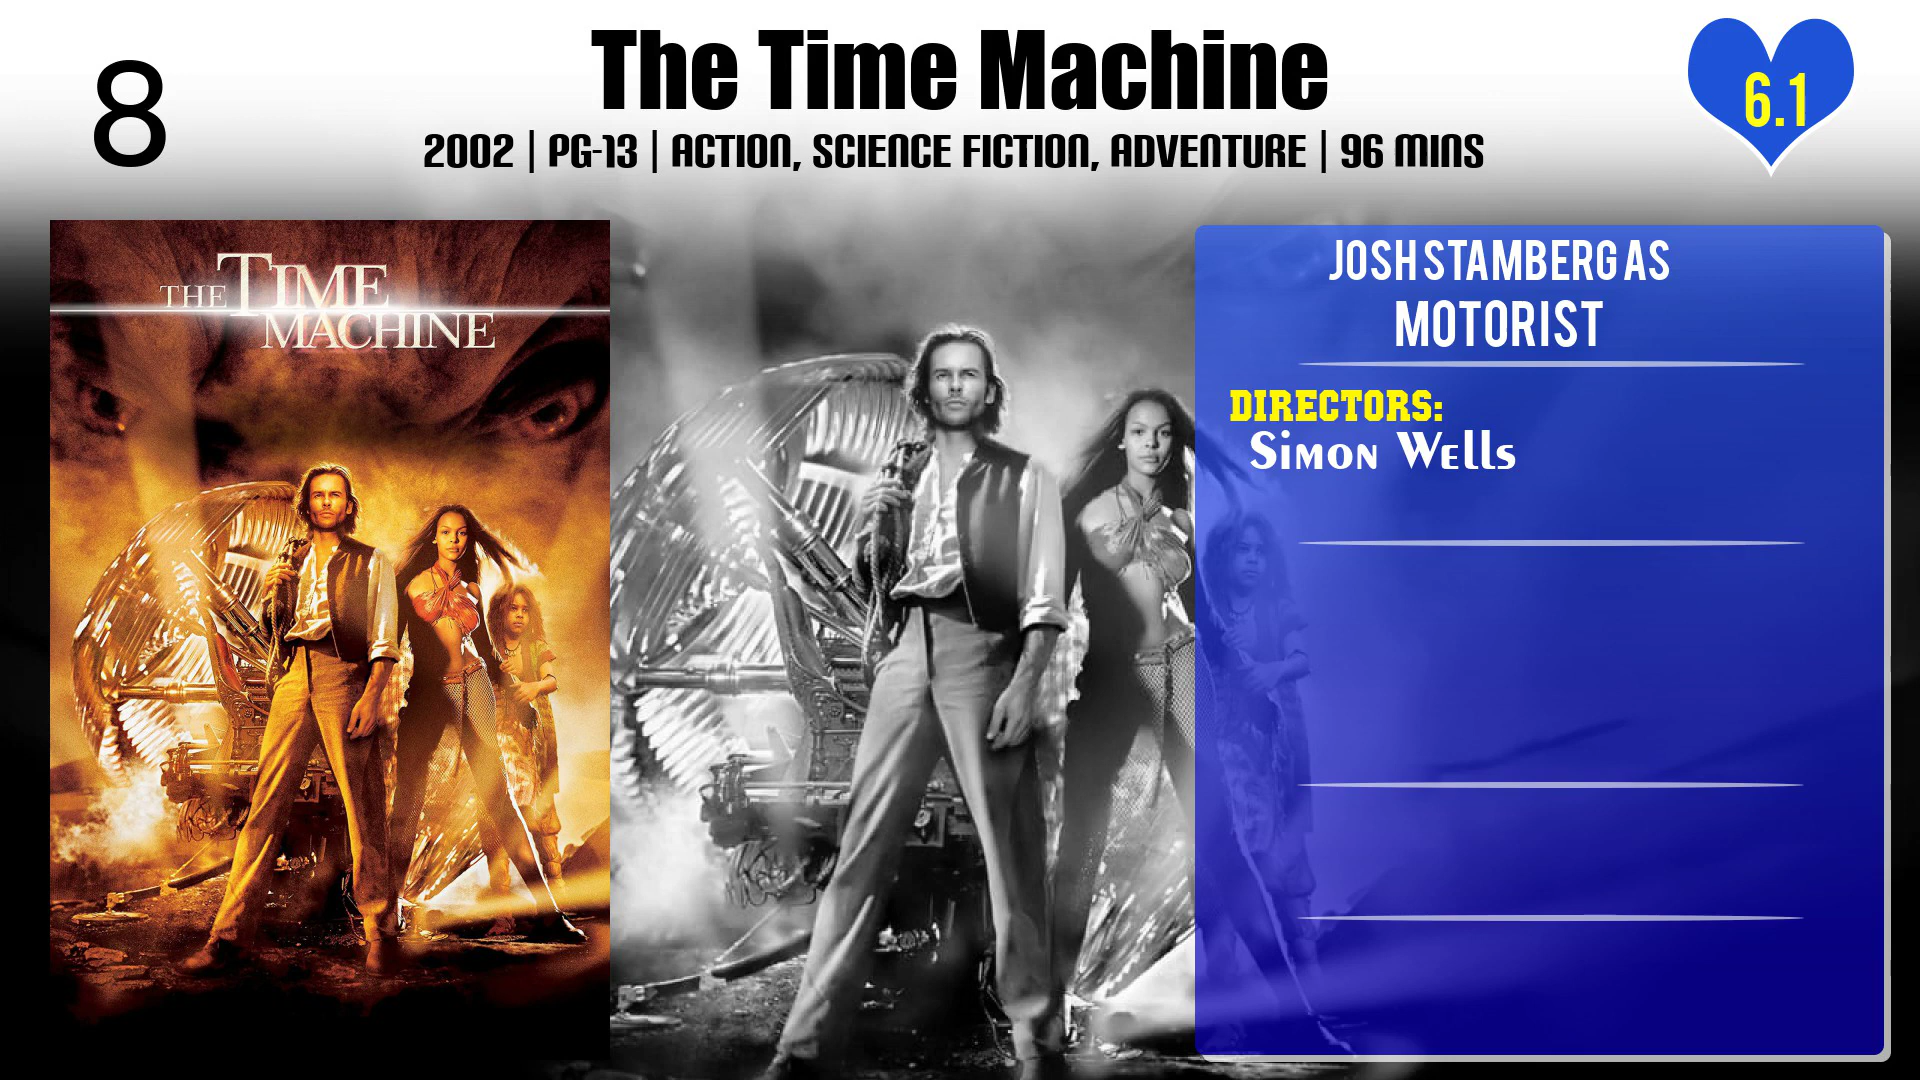 8
The Time Machine
2002 | PG-13 | ACTION, SCIENCE FICTION, ADVENTURE | 96 MINS
6.1
THE TIME
MACHINE
JOSH STAMBERG AS
MOTORIST
DIRECTORS:
Simon Wells